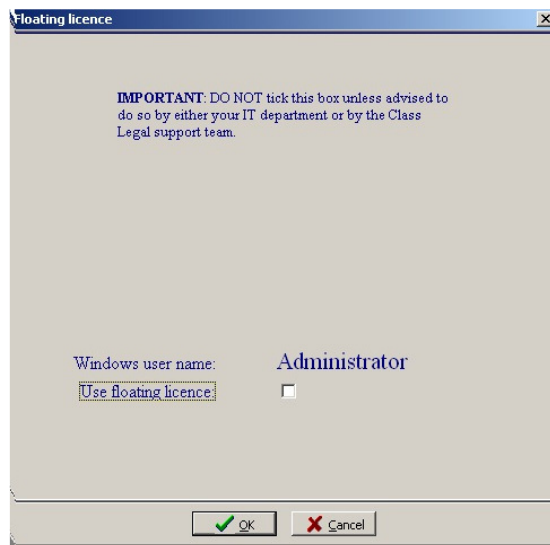 Floating licence
IMPORTANT: DO NOT tick this box unless advised to
do so by either your IT department or by the Class
Legal support team.
Windows user name: Administrator
Use floating licence:
OK Cancel